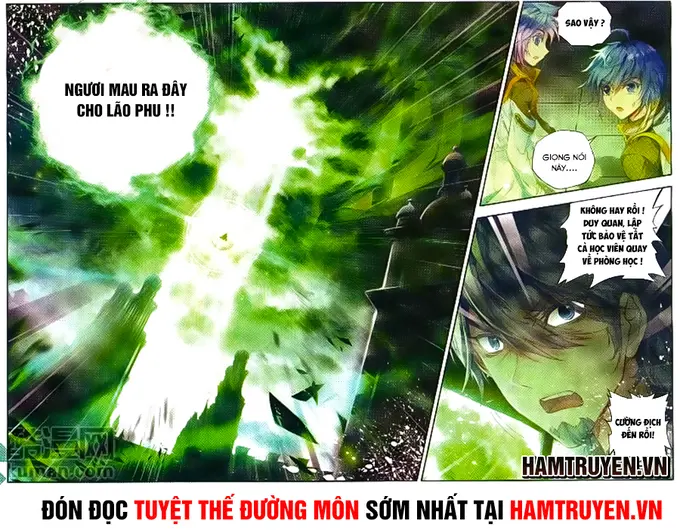 NGƯƠI MAU RA ĐÂY
CHO LÃO PHU !!
SAO VẬY ?
GIỌNG NÓI
NÀY....
KHÔNG HAY RỒI !
DUY QUAN, LẬP
TỨC BẢO VỆ TẤT
CẢ HỌC VIÊN QUAY
VỀ PHÒNG HỌC !
CƯỜNG ĐỊCH
ĐẾN RỒI!
HAMTRUYEN.VN
kuman.com
ĐÓN ĐỌC TUYỆT THẾ ĐƯỜNG MÔN SỚM NHẤT TẠI HAMTRUYEN.VN